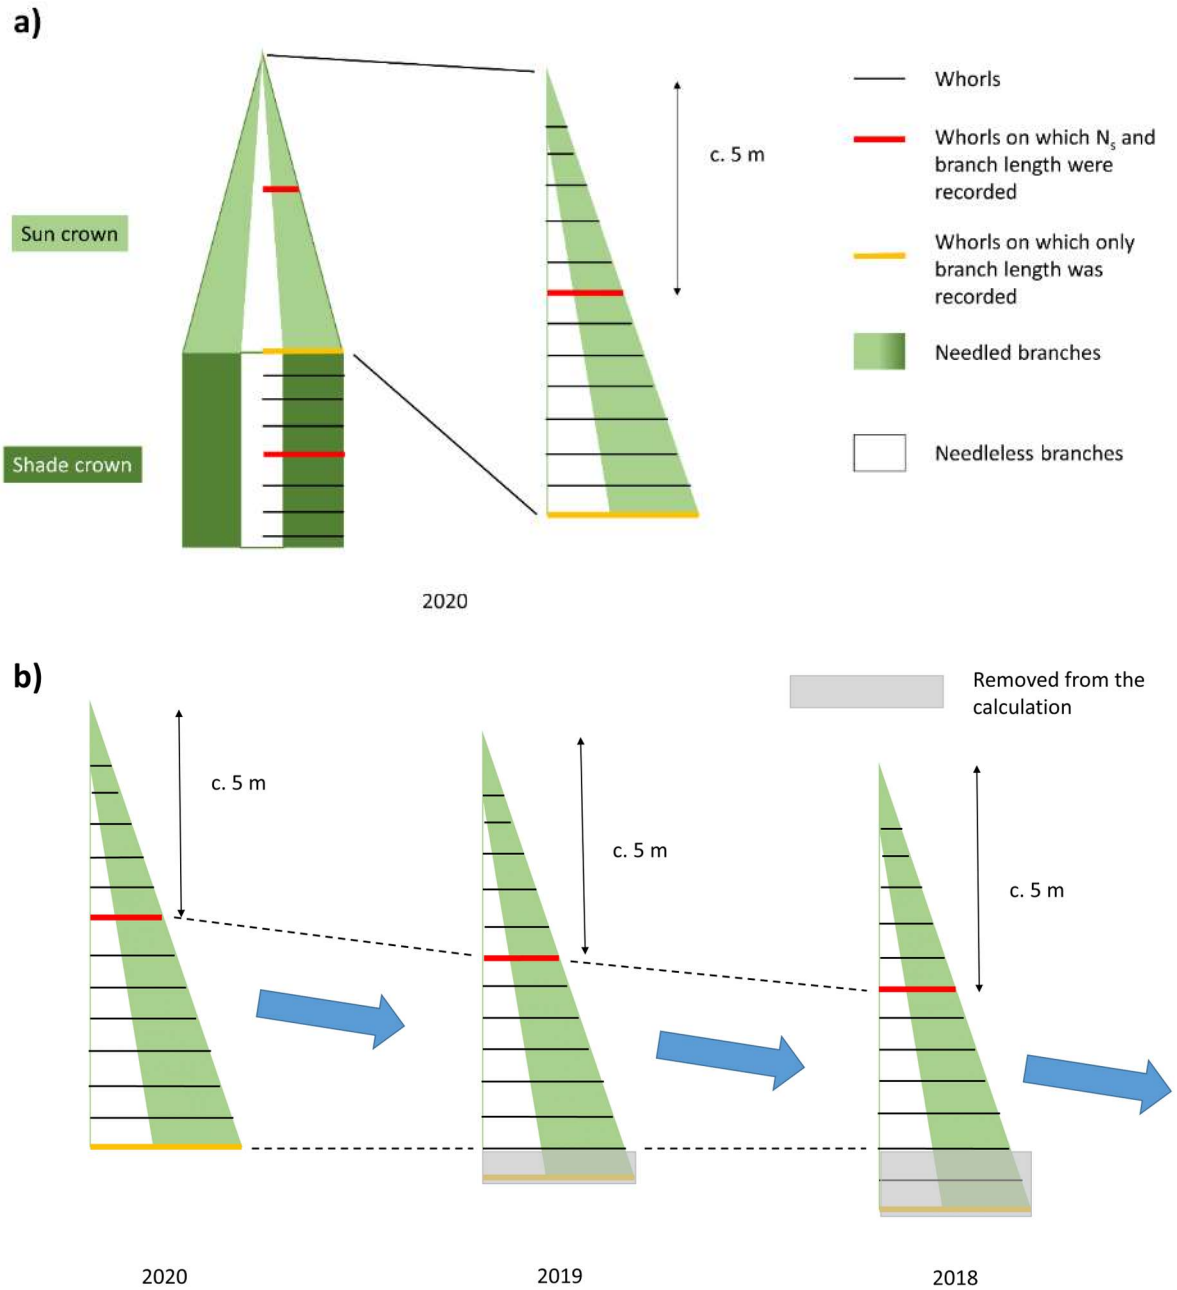 a)
Whorls
Whorls on which Ns and
branch length were
recorded
c. 5 m
Sun crown
Whorls on which only
branch length was
recorded
Needled branches
Shade crown
Needleless branches
2020
b)
Removed from the
calculation
c. 5 m
c. 5 m
c. 5 m
2020
2019
2018